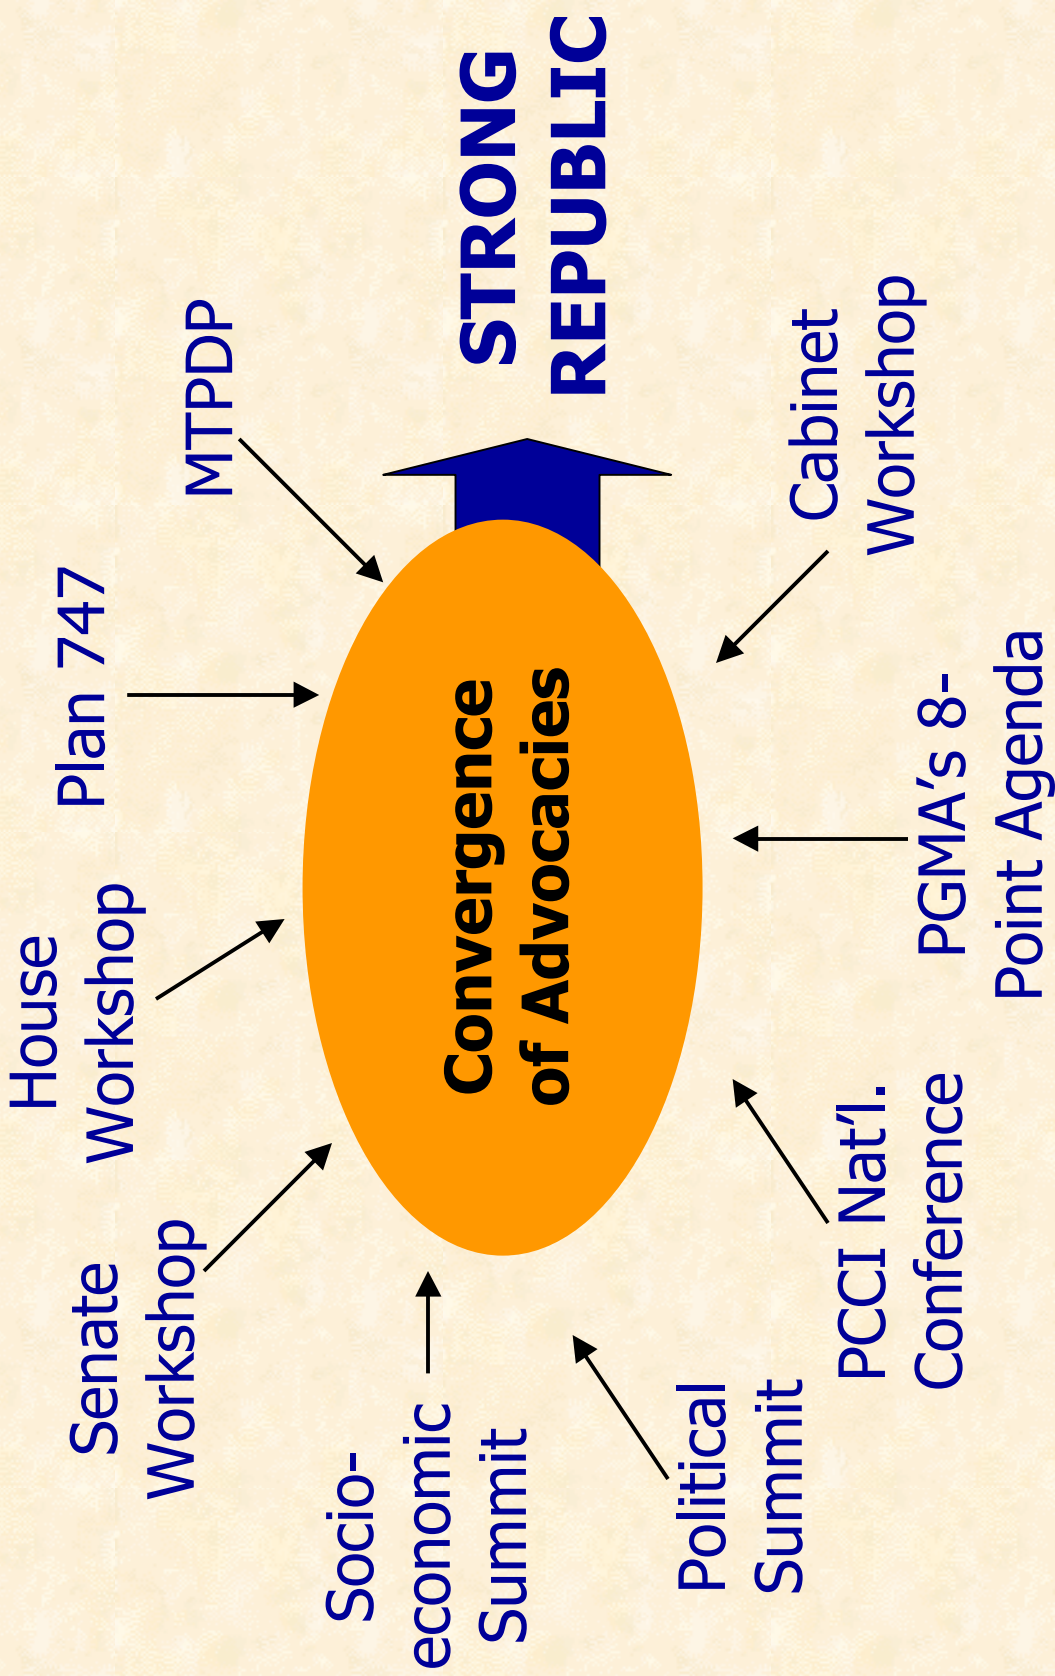 House
Workshop
Plan 747
MTPDP
Senate
Workshop
Socio-
economic
Summit
Convergence
of Advocacies
STRONG
REPUBLIC
Political
Summit
PCCI Nat’l.
Conference
PGMA’s 8-
Point Agenda
Cabinet
Workshop